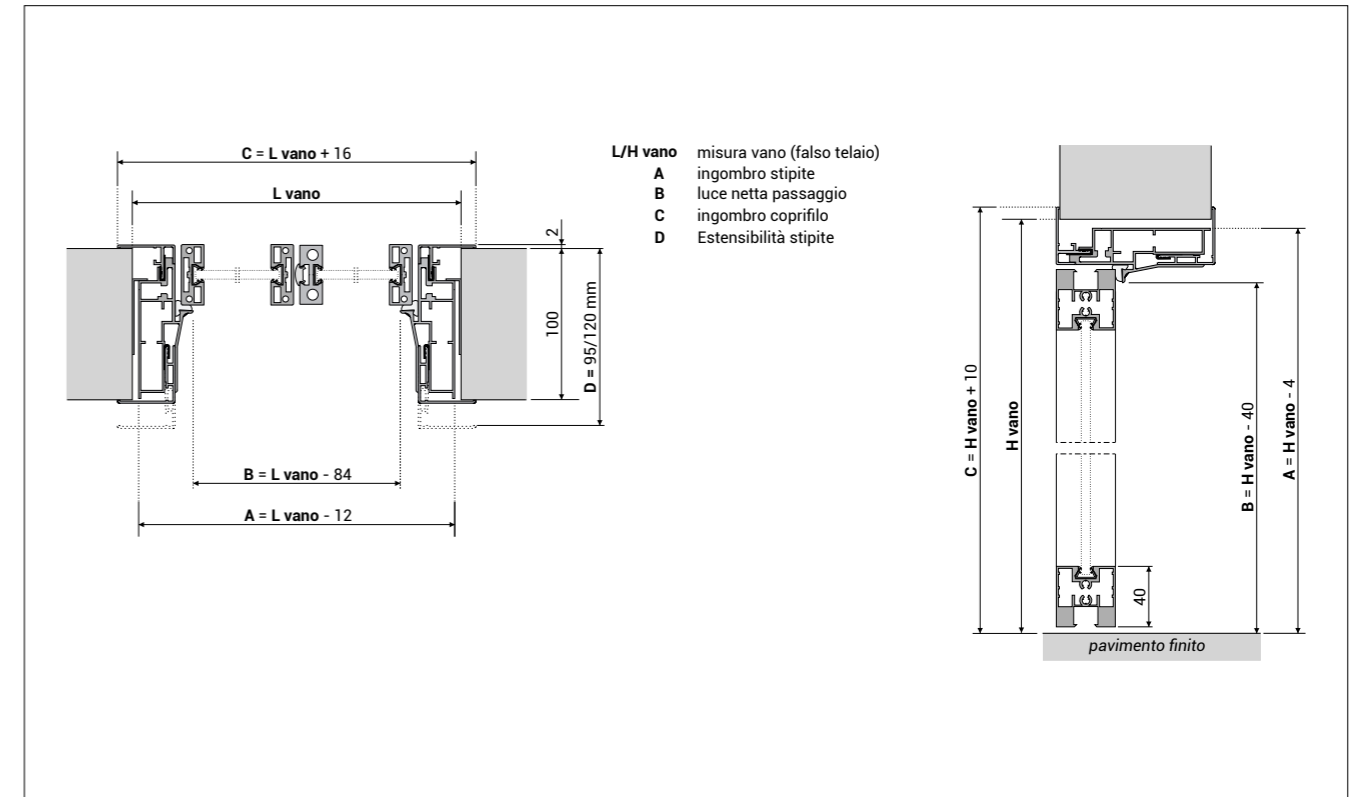 C = L vano + 16
L vano
2
100
D = 95/120 mm
B = L vano - 84
A = L vano - 12
L/H vano misura vano (falso telaio)
A ingombro stipite
B luce netta passaggio
C ingombro coprifilo
D Estensibilità stipite
C = H vano + 10
H vano
40
B = H vano - 40
A = H vano - 4
pavimento finito